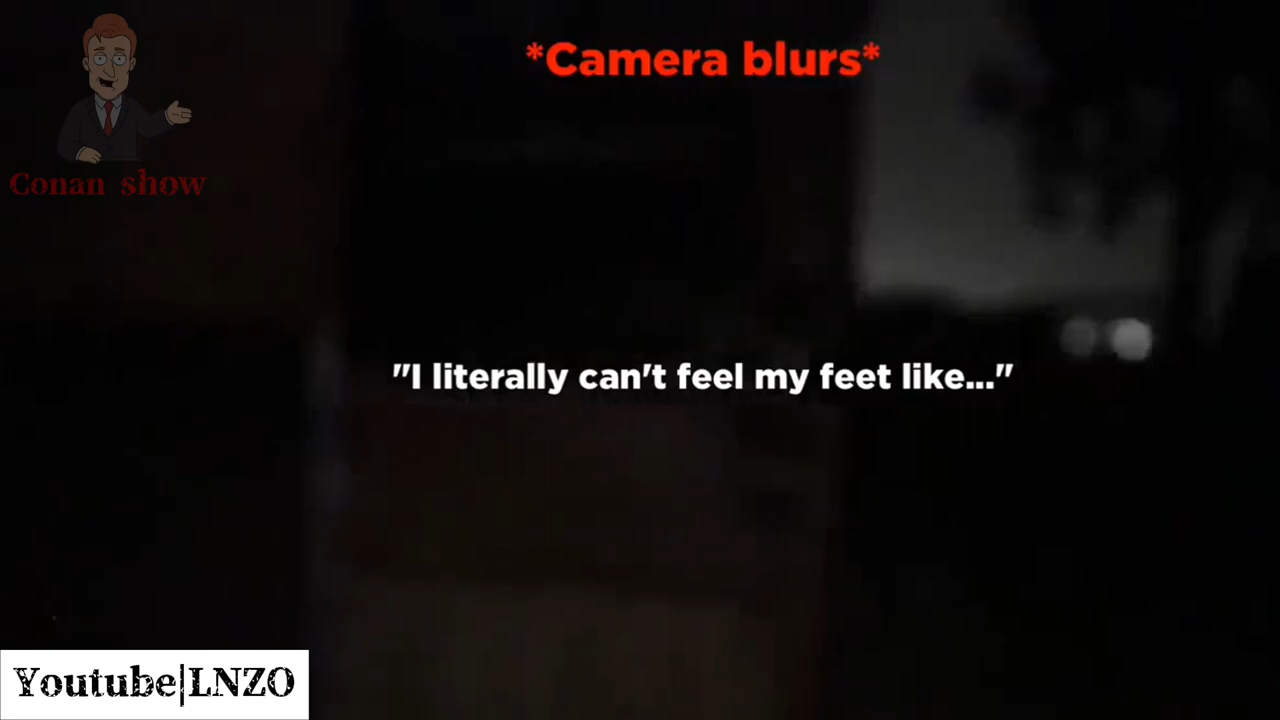 *Camera blurs*
Conan show
"I literally can't feel my feet like..."
Youtube|LNZO